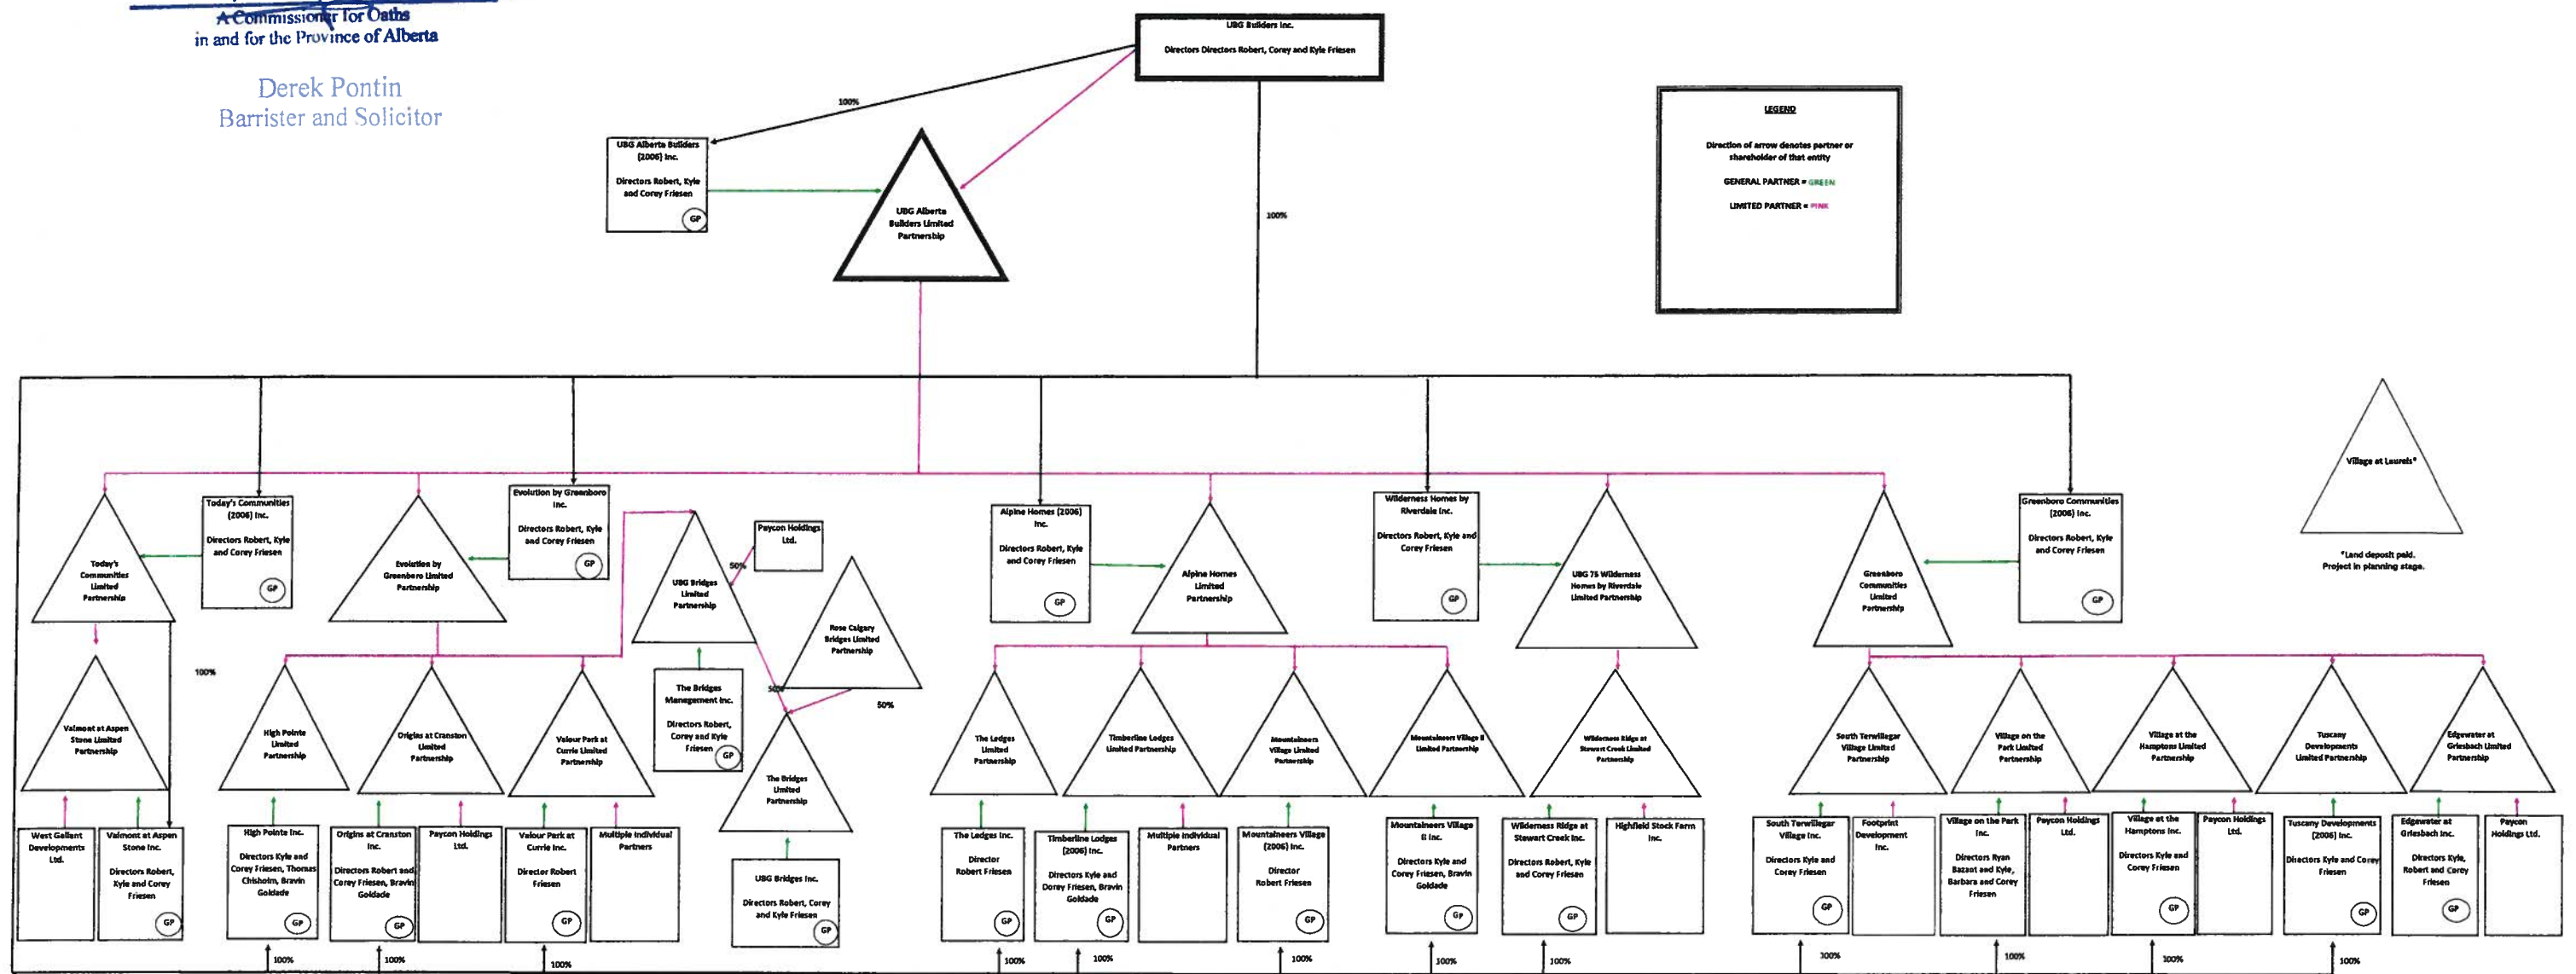 A Commissioner for Oaths
in and for the Province of Alberta
Derek Pontin
Barrister and Solicitor
UBG Builders Inc.
Directors Directors Robert, Corey and Kyle Friesen
100%
UBG Alberta Builders
(2006) Inc.
Directors Robert, Kyle
and Corey Friesen
GP
UBG Alberta
Builders Limited
Partnership
100%
LEGEND
Direction of arrow denotes partner or
shareholder of that entity
GENERAL PARTNER = GREEN
LIMITED PARTNER = PINK
Today's
Communities
Limited
Partnership
Today's Communities
(2006) Inc.
Directors Robert, Kyle
and Corey Friesen
GP
Evolution by
Greenboro Limited
Partnership
Evolution by Greenboro
Inc.
Directors Robert, Kyle
and Corey Friesen
GP
UBG Bridges
Limited
Partnership
Paycon Holdings
Ltd.
50%
Rose Calgary
Bridges Limited
Partnership
Alpine Homes (2006)
Inc.
Directors Robert, Kyle
and Corey Friesen
GP
Alpine Homes
Limited
Partnership
Wilderness Homes by
Riverdale Inc.
Directors Robert, Kyle and
Corey Friesen
GP
UBG 75 Wilderness
Homes by Riverdale
Limited Partnership
Greenboro
Communities
Limited
Partnership
Greenboro Communities
(2006) Inc.
Directors Robert, Kyle
and Corey Friesen
GP
Village at Laurels*
*Land deposit paid.
Project in planning stage.
100%
Valmont at Aspen
Stone Limited
Partnership
High Pointe
Limited
Partnership
Origins at Cranston
Limited
Partnership
Valour Park at
Currie Limited
Partnership
The Bridges
Management Inc.
Directors Robert,
Corey and Kyle
Friesen
GP
50%
50%
The Bridges
Limited
Partnership
The Ledges
Limited
Partnership
Timberline Lodges
Limited Partnership
Mountaineers
Village Limited
Partnership
Mountaineers Village II
Limited Partnership
Wilderness Ridge at
Stewart Creek Limited
Partnership
South Terwillegar
Village Limited
Partnership
Village on the
Park Limited
Partnership
Village at the
Hamptons Limited
Partnership
Tuscany
Developments
Limited Partnership
Edgewater at
Griesbach Limited
Partnership
West Gallant
Developments
Ltd.
Valmont at Aspen
Stone Inc.
Directors Robert,
Kyle and Corey
Friesen
GP
High Pointe Inc.
Directors Kyle and
Corey Friesen, Thomas
Chisholm, Bravin
Goldade
GP
Origins at Cranston
Inc.
Directors Robert and
Corey Friesen, Bravin
Goldade
GP
Paycon Holdings
Ltd.
Valour Park at
Currie Inc.
Director Robert
Friesen
GP
Multiple Individual
Partners
UBG Bridges Inc.
Directors Robert, Corey
and Kyle Friesen
GP
The Ledges Inc.
Director
Robert Friesen
GP
Timberline Lodges
(2006) Inc.
Directors Kyle and
Dorey Friesen, Bravin
Goldade
GP
Multiple Individual
Partners
Mountaineers Village
(2006) Inc.
Director
Robert Friesen
GP
Mountaineers Village
II Inc.
Directors Kyle and
Corey Friesen, Bravin
Goldade
GP
Wilderness Ridge at
Stewart Creek Inc.
Directors Robert, Kyle
and Corey Friesen
GP
Highfield Stock Farm
Inc.
South Terwillegar
Village Inc.
Directors Kyle and
Corey Friesen
GP
Footprint
Development
Inc.
Village on the Park
Inc.
Directors Ryan
Bazant and Kyle,
Barbara and Corey
Friesen
Paycon Holdings
Ltd.
Village at the
Hamptons Inc.
Directors Kyle and
Corey Friesen
GP
Paycon Holdings
Ltd.
Tuscany Developments
(2006) Inc.
Directors Kyle and Corey
Friesen
GP
Edgewater at
Griesbach Inc.
Directors Kyle,
Robert and Corey
Friesen
GP
Paycon
Holdings Ltd.
100%
100%
100%
100%
100%
100%
100%
100%
100%
100%
100%
100%